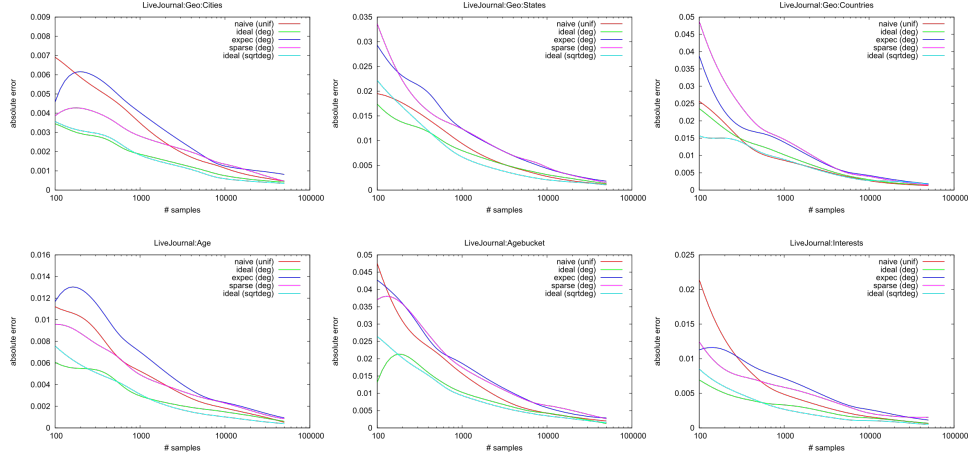 LiveJournal:Geo:Cities
0.009
0.008
0.007
0.006
0.005
0.004
0.003
0.002
0.001
0
absolute error
100
1000
10000
100000
# samples
naive (unif)
ideal (deg)
expec (deg)
sparse (deg)
ideal (sqrtdeg)
LiveJournal:Geo:States
0.035
0.03
0.025
0.02
0.015
0.01
0.005
0
absolute error
100
1000
10000
100000
# samples
naive (unif)
ideal (deg)
expec (deg)
sparse (deg)
ideal (sqrtdeg)
LiveJournal:Geo:Countries
0.05
0.045
0.04
0.035
0.03
0.025
0.02
0.015
0.01
0.005
0
absolute error
100
1000
10000
100000
# samples
naive (unif)
ideal (deg)
expec (deg)
sparse (deg)
ideal (sqrtdeg)
LiveJournal:Age
0.016
0.014
0.012
0.01
0.008
0.006
0.004
0.002
0
absolute error
100
1000
10000
100000
# samples
naive (unif)
ideal (deg)
expec (deg)
sparse (deg)
ideal (sqrtdeg)
LiveJournal:Agebucket
0.05
0.045
0.04
0.035
0.03
0.025
0.02
0.015
0.01
0.005
0
absolute error
100
1000
10000
100000
# samples
naive (unif)
ideal (deg)
expec (deg)
sparse (deg)
ideal (sqrtdeg)
LiveJournal:Interests
0.025
0.02
0.015
0.01
0.005
0
absolute error
100
1000
10000
100000
# samples
naive (unif)
ideal (deg)
expec (deg)
sparse (deg)
ideal (sqrtdeg)